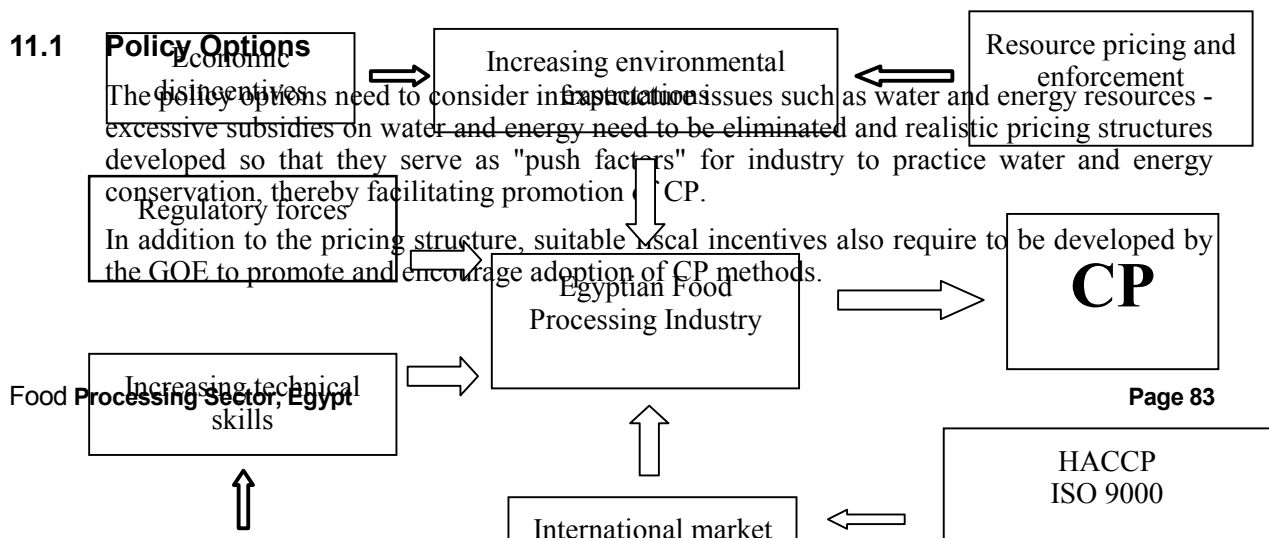 11.1 Policy Options
Economic
disincentives
Increasing environmental
expectations
Resource pricing and
enforcement
The policy options need to consider infrastructure issues such as water and energy resources -
excessive subsidies on water and energy need to be eliminated and realistic pricing structures
developed so that they serve as "push factors" for industry to practice water and energy
conservation, thereby facilitating promotion of CP.
Regulatory forces
In addition to the pricing structure, suitable fiscal incentives also require to be developed by
the GOE to promote and encourage adoption of CP methods.
Egyptian Food
Processing Industry
CP
Increasing technical
skills
Food Processing Sector, Egypt Page 83
HACCP
ISO 9000
International market